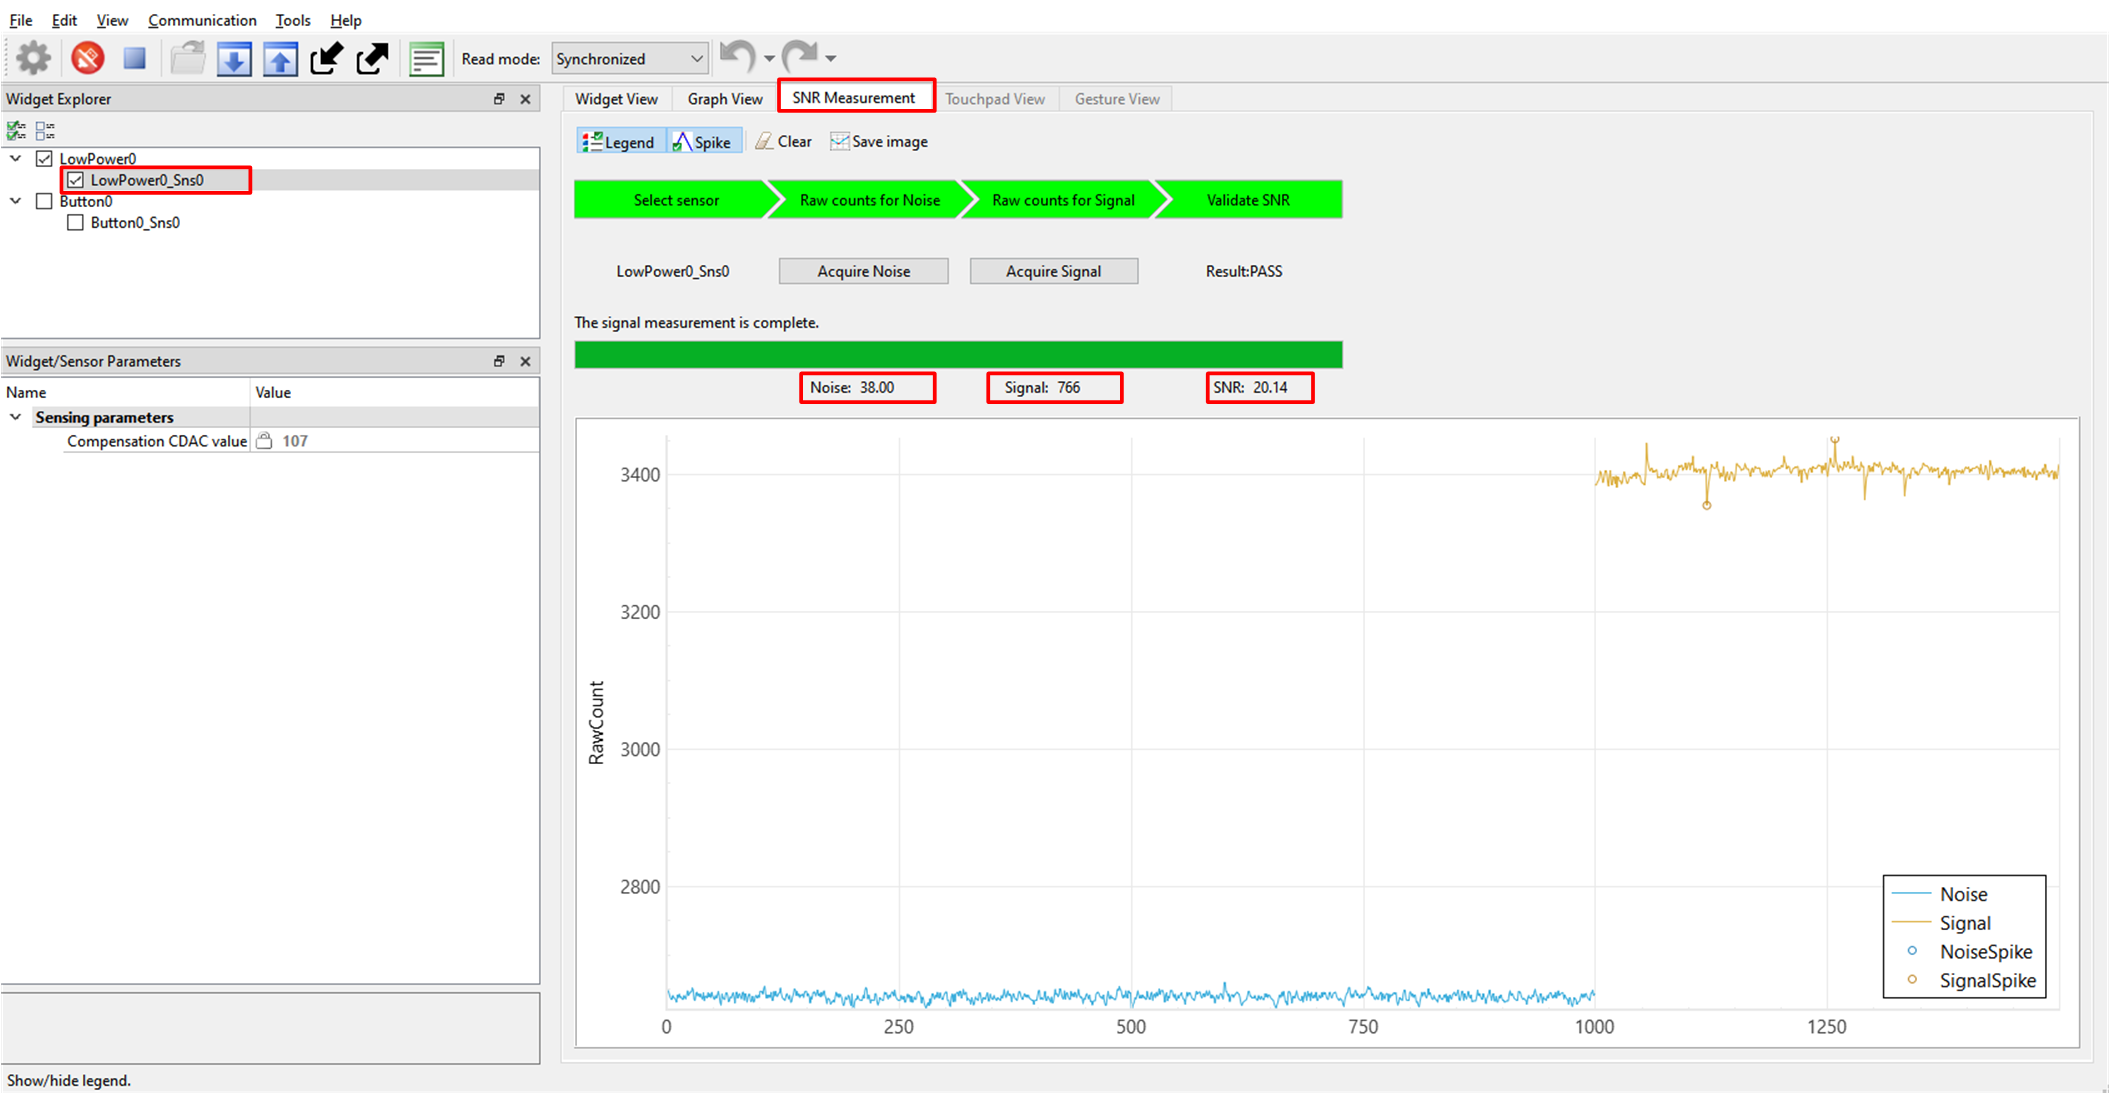 File Edit View Communication Tools Help
Read mode: Synchronized
Widget Explorer
LowPower0
LowPower0_Sns0
Button0
Button0_Sns0
Widget/Sensor Parameters
Name Value
Sensing parameters
Compensation CDAC value 107
Show/hide legend.
Widget View Graph View SNR Measurement Touchpad View Gesture View
Legend Spike Clear Save image
Select sensor Raw counts for Noise Raw counts for Signal Validate SNR
LowPower0_Sns0 Acquire Noise Acquire Signal Result:PASS
The signal measurement is complete.
Noise: 38.00 Signal: 766 SNR: 20.14
3400
3200
3000
2800
RawCount
Noise
Signal
NoiseSpike
SignalSpike
0 250 500 750 1000 1250